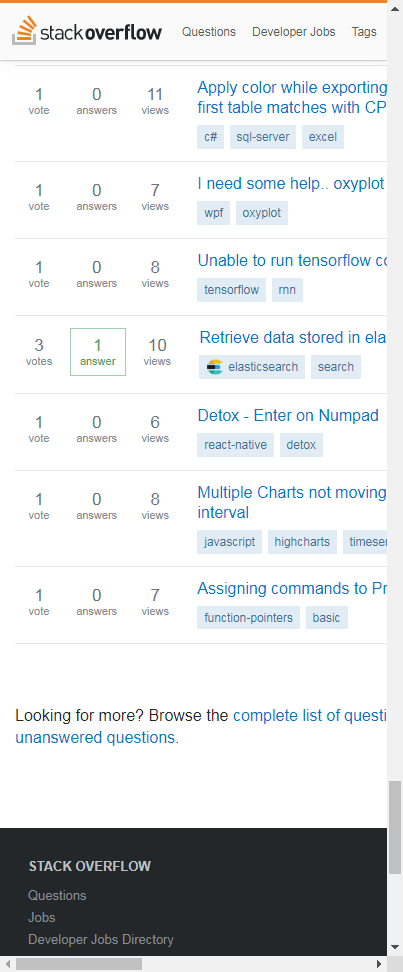 stack overflow Questions Developer Jobs Tags
1 0 11 Apply color while exporting
vote answers views first table matches with CP
c# sql-server excel
1 0 7 I need some help.. oxyplot
vote answers views
wpf oxyplot
1 0 8 Unable to run tensorflow co
vote answers views
tensorflow rnn
3 1 10 Retrieve data stored in ela
votes answer views
elasticsearch search
1 0 6 Detox - Enter on Numpad
vote answers views
react-native detox
1 0 8 Multiple Charts not moving
vote answers views interval
javascript highcharts timeser
1 0 7 Assigning commands to Pr
vote answers views
function-pointers basic
Looking for more? Browse the complete list of questi
unanswered questions.
STACK OVERFLOW
Questions
Jobs
Developer Jobs Directory